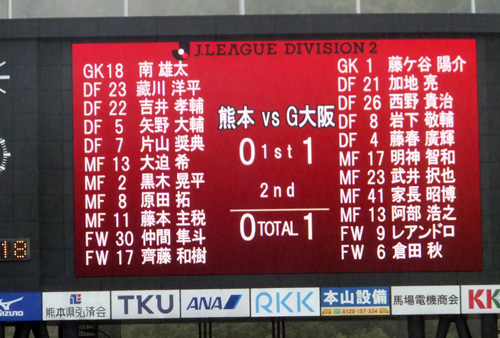 J.LEAGUE DIVISION 2
GK 18 南 雄太
DF 23 藏川 洋平
DF 22 吉井 孝輔
DF 5 矢野 大輔
DF 7 片山 奨典
MF 13 大迫 希
MF 2 黒木 晃平
MF 8 原田 拓
MF 11 藤本 主税
FW 30 仲間 隼斗
FW 17 齊藤 和樹
熊本 vs G大阪
0 1st 1
2nd
0 TOTAL 1
GK 1 藤ケ谷 陽介
DF 21 加地 亮
DF 26 西野 貴治
DF 8 岩下 敬輔
DF 4 藤春 廣輝
MF 17 明神 智和
MF 23 武井 択也
MF 41 家長 昭博
MF 13 阿部 浩之
FW 9 レアンドロ
FW 6 倉田 秋
18
MIZUNO
熊本県弘済会
TKU
ANA
RKK
本山設備
0120-157-334
馬場電機商会
KK